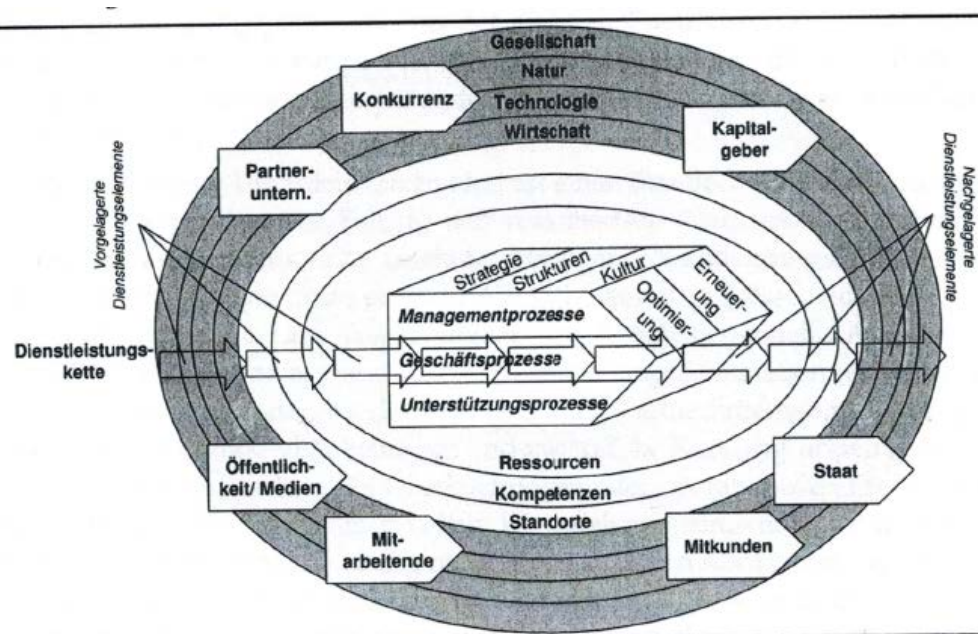 Gesellschaft
Natur
Technologie
Wirtschaft
Konkurrenz
Kapital-
geber
Partner-
untern.
Vorgelagerte
Dienstleistungselemente
Nachgelagerte
Dienstleistungselemente
Strategie
Strukturen
Kultur
Erneuer-
ung
Optimier-
ung
Managementprozesse
Dienstleistungs-
kette
Geschäftsprozesse
Unterstützungsprozesse
Ressourcen
Kompetenzen
Standorte
Öffentlich-
keit/ Medien
Staat
Mit-
arbeitende
Mitkunden